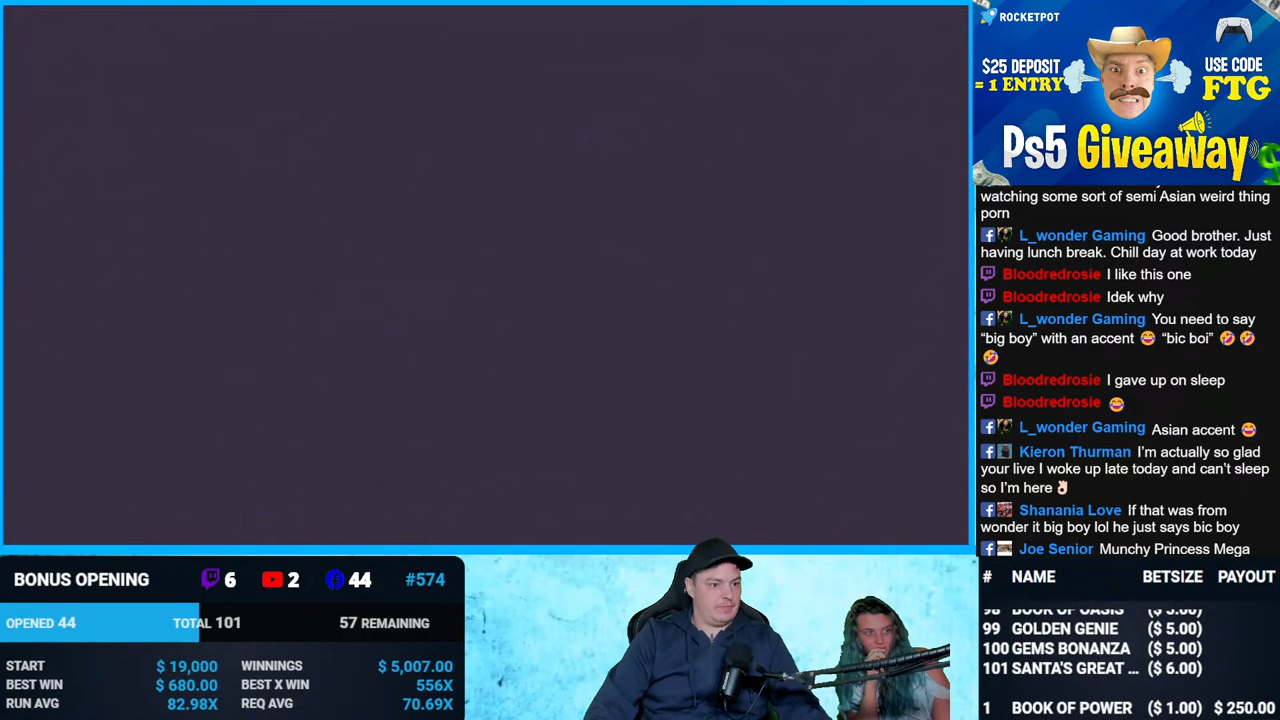 ROCKETPOT
$25 DEPOSIT
= 1 ENTRY
USE CODE
FTG
Ps5 Giveaway
watching some sort of semi Asian weird thing
porn
L_wonder Gaming Good brother. Just
having lunch break. Chill day at work today
Bloodredrosie I like this one
Bloodredrosie Idek why
L_wonder Gaming You need to say
“big boy” with an accent 😂 “bic boi” 🤣 🤣
🤣
Bloodredrosie I gave up on sleep
Bloodredrosie 😂
L_wonder Gaming Asian accent 😂
Kieron Thurman I’m actually so glad
your live I woke up late today and can’t sleep
so I’m here 👌🏻
Shanania Love If that was from
wonder it big boy lol he just says bic boy
Joe Senior Munchy Princess Mega
BONUS OPENING 6 2 44 #574
OPENED 44 TOTAL 101 57 REMAINING
START $ 19,000 WINNINGS $ 5,007.00
BEST WIN $ 680.00 BEST X WIN 556X
RUN AVG 82.98X REQ AVG 70.69X
# NAME BETSIZE PAYOUT
98 BOOK OF OASIS ($ 5.00)
99 GOLDEN GENIE ($ 5.00)
100 GEMS BONANZA ($ 5.00)
101 SANTA'S GREAT ... ($ 6.00)
1 BOOK OF POWER ($ 1.00) $ 250.00